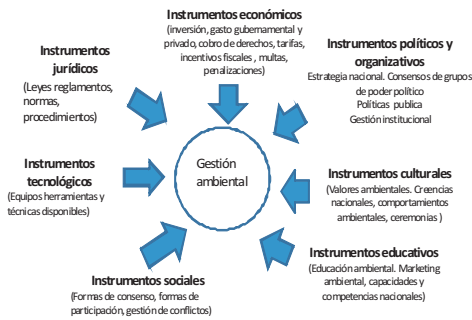 Instrumentos económicos
(inversión, gasto gubernamental y
privado, cobro de derechos, tarifas,
incentivos fiscales , multas,
penalizaciones)
Instrumentos
jurídicos
(Leyes reglamentos,
normas,
procedimientos)
Instrumentos políticos y
organizativos
Estrategia nacional. Consensos de grupos
de poder político
Políticas publica
Gestión institucional
Gestión
ambiental
Instrumentos
tecnológicos
(Equipos herramientas y
técnicas disponibles)
Instrumentos culturales
(Valores ambientales. Creencias
nacionales, comportamientos
ambientales, ceremonias )
Instrumentos sociales
(Formas de consenso, formas de
participación, gestión de conflictos)
Instrumentos educativos
(Educación ambiental. Marketing
ambiental, capacidades y
competencias nacionales)